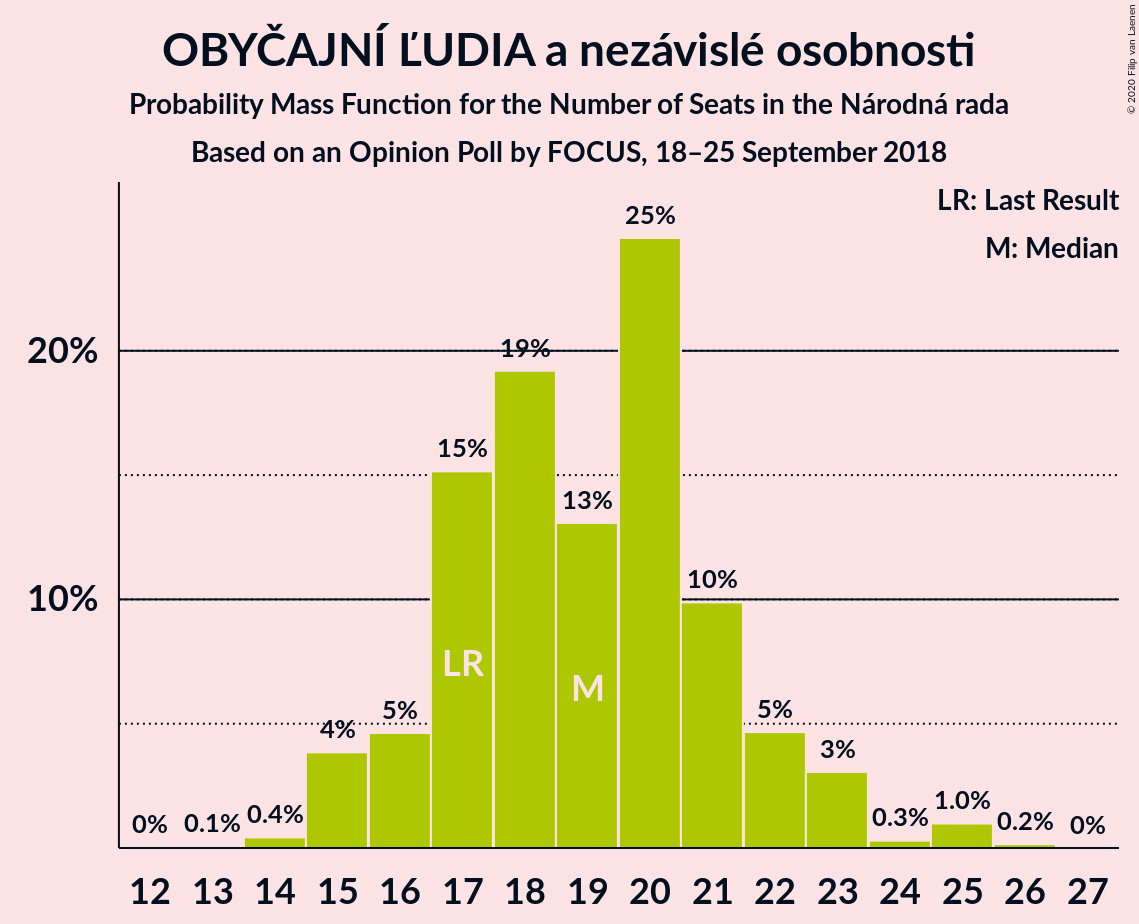 OBYČAJNÍ ĽUDIA a nezávislé osobnosti
Probability Mass Function for the Number of Seats in the Národná rada
Based on an Opinion Poll by FOCUS, 18–25 September 2018
© 2020 Filip van Laenen
LR: Last Result
M: Median
25%
20%
19%
15%
13%
10%
10%
LR
M
5%
5%
4%
3%
1.0%
0% 0.1% 0.4% 0.3% 0.2% 0%
12 13 14 15 16 17 18 19 20 21 22 23 24 25 26 27